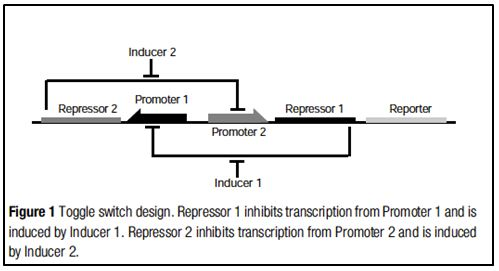 Inducer 2
Repressor 2 Promoter 1 Repressor 1 Reporter
Promoter 2
Inducer 1
Figure 1 Toggle switch design. Repressor 1 inhibits transcription from Promoter 1 and is
induced by Inducer 1. Repressor 2 inhibits transcription from Promoter 2 and is induced
by Inducer 2.